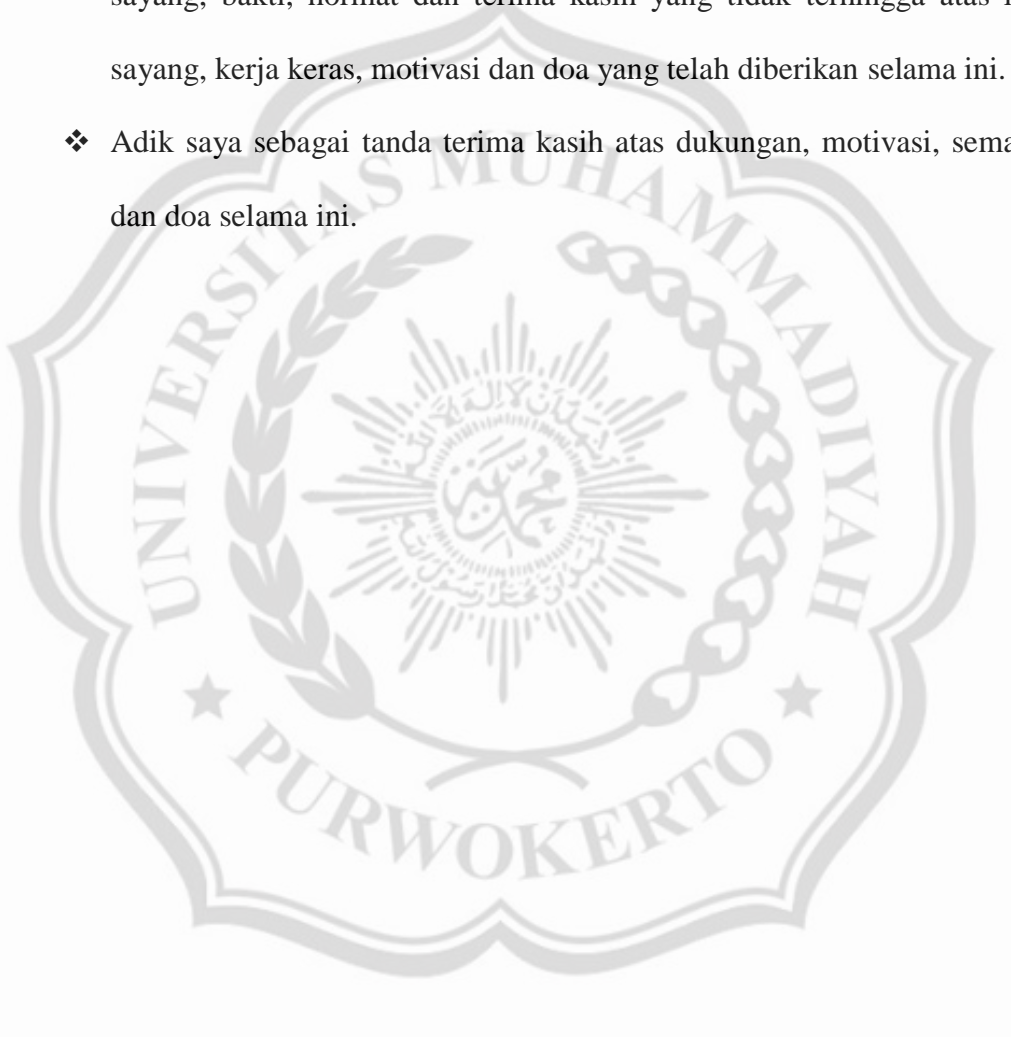 sayang, bakti, hormat dan terima kasih yang tidak terhingga atas
sayang, kerja keras, motivasi dan doa yang telah diberikan selama ini.
❖ Adik saya sebagai tanda terima kasih atas dukungan, motivasi,
dan doa selama ini.
UNIVERSITAS MUHAMMADIYAH
PURWOKERTO